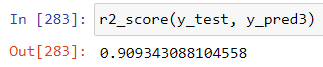 In [283]: r2_score(y_test, y_pred3)
Out[283]: 0.909343088104558